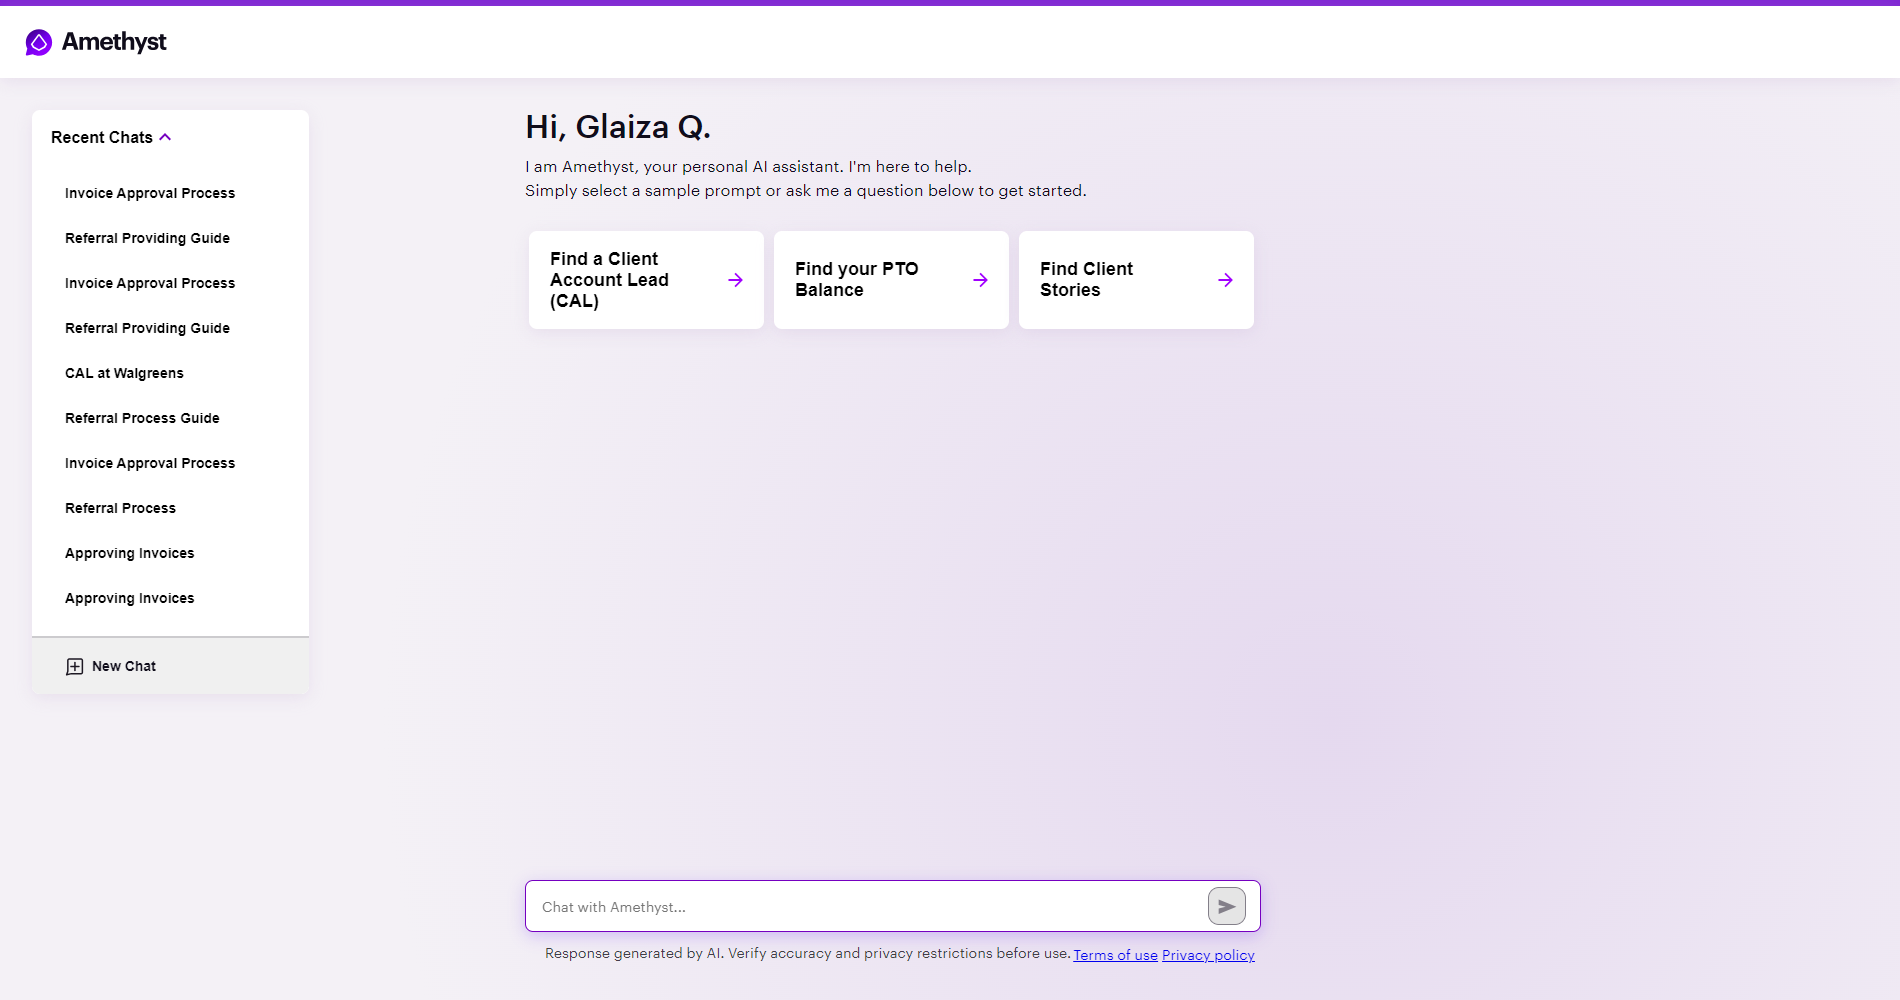 Amethyst
Recent Chats
Invoice Approval Process
Referral Providing Guide
Invoice Approval Process
Referral Providing Guide
CAL at Walgreens
Referral Process Guide
Invoice Approval Process
Referral Process
Approving Invoices
Approving Invoices
New Chat
Hi, Glaiza Q.
I am Amethyst, your personal AI assistant. I'm here to help.
Simply select a sample prompt or ask me a question below to get started.
Find a Client
Account Lead
(CAL)
Find your PTO
Balance
Find Client
Stories
Chat with Amethyst...
Response generated by AI. Verify accuracy and privacy restrictions before use. Terms of use Privacy policy